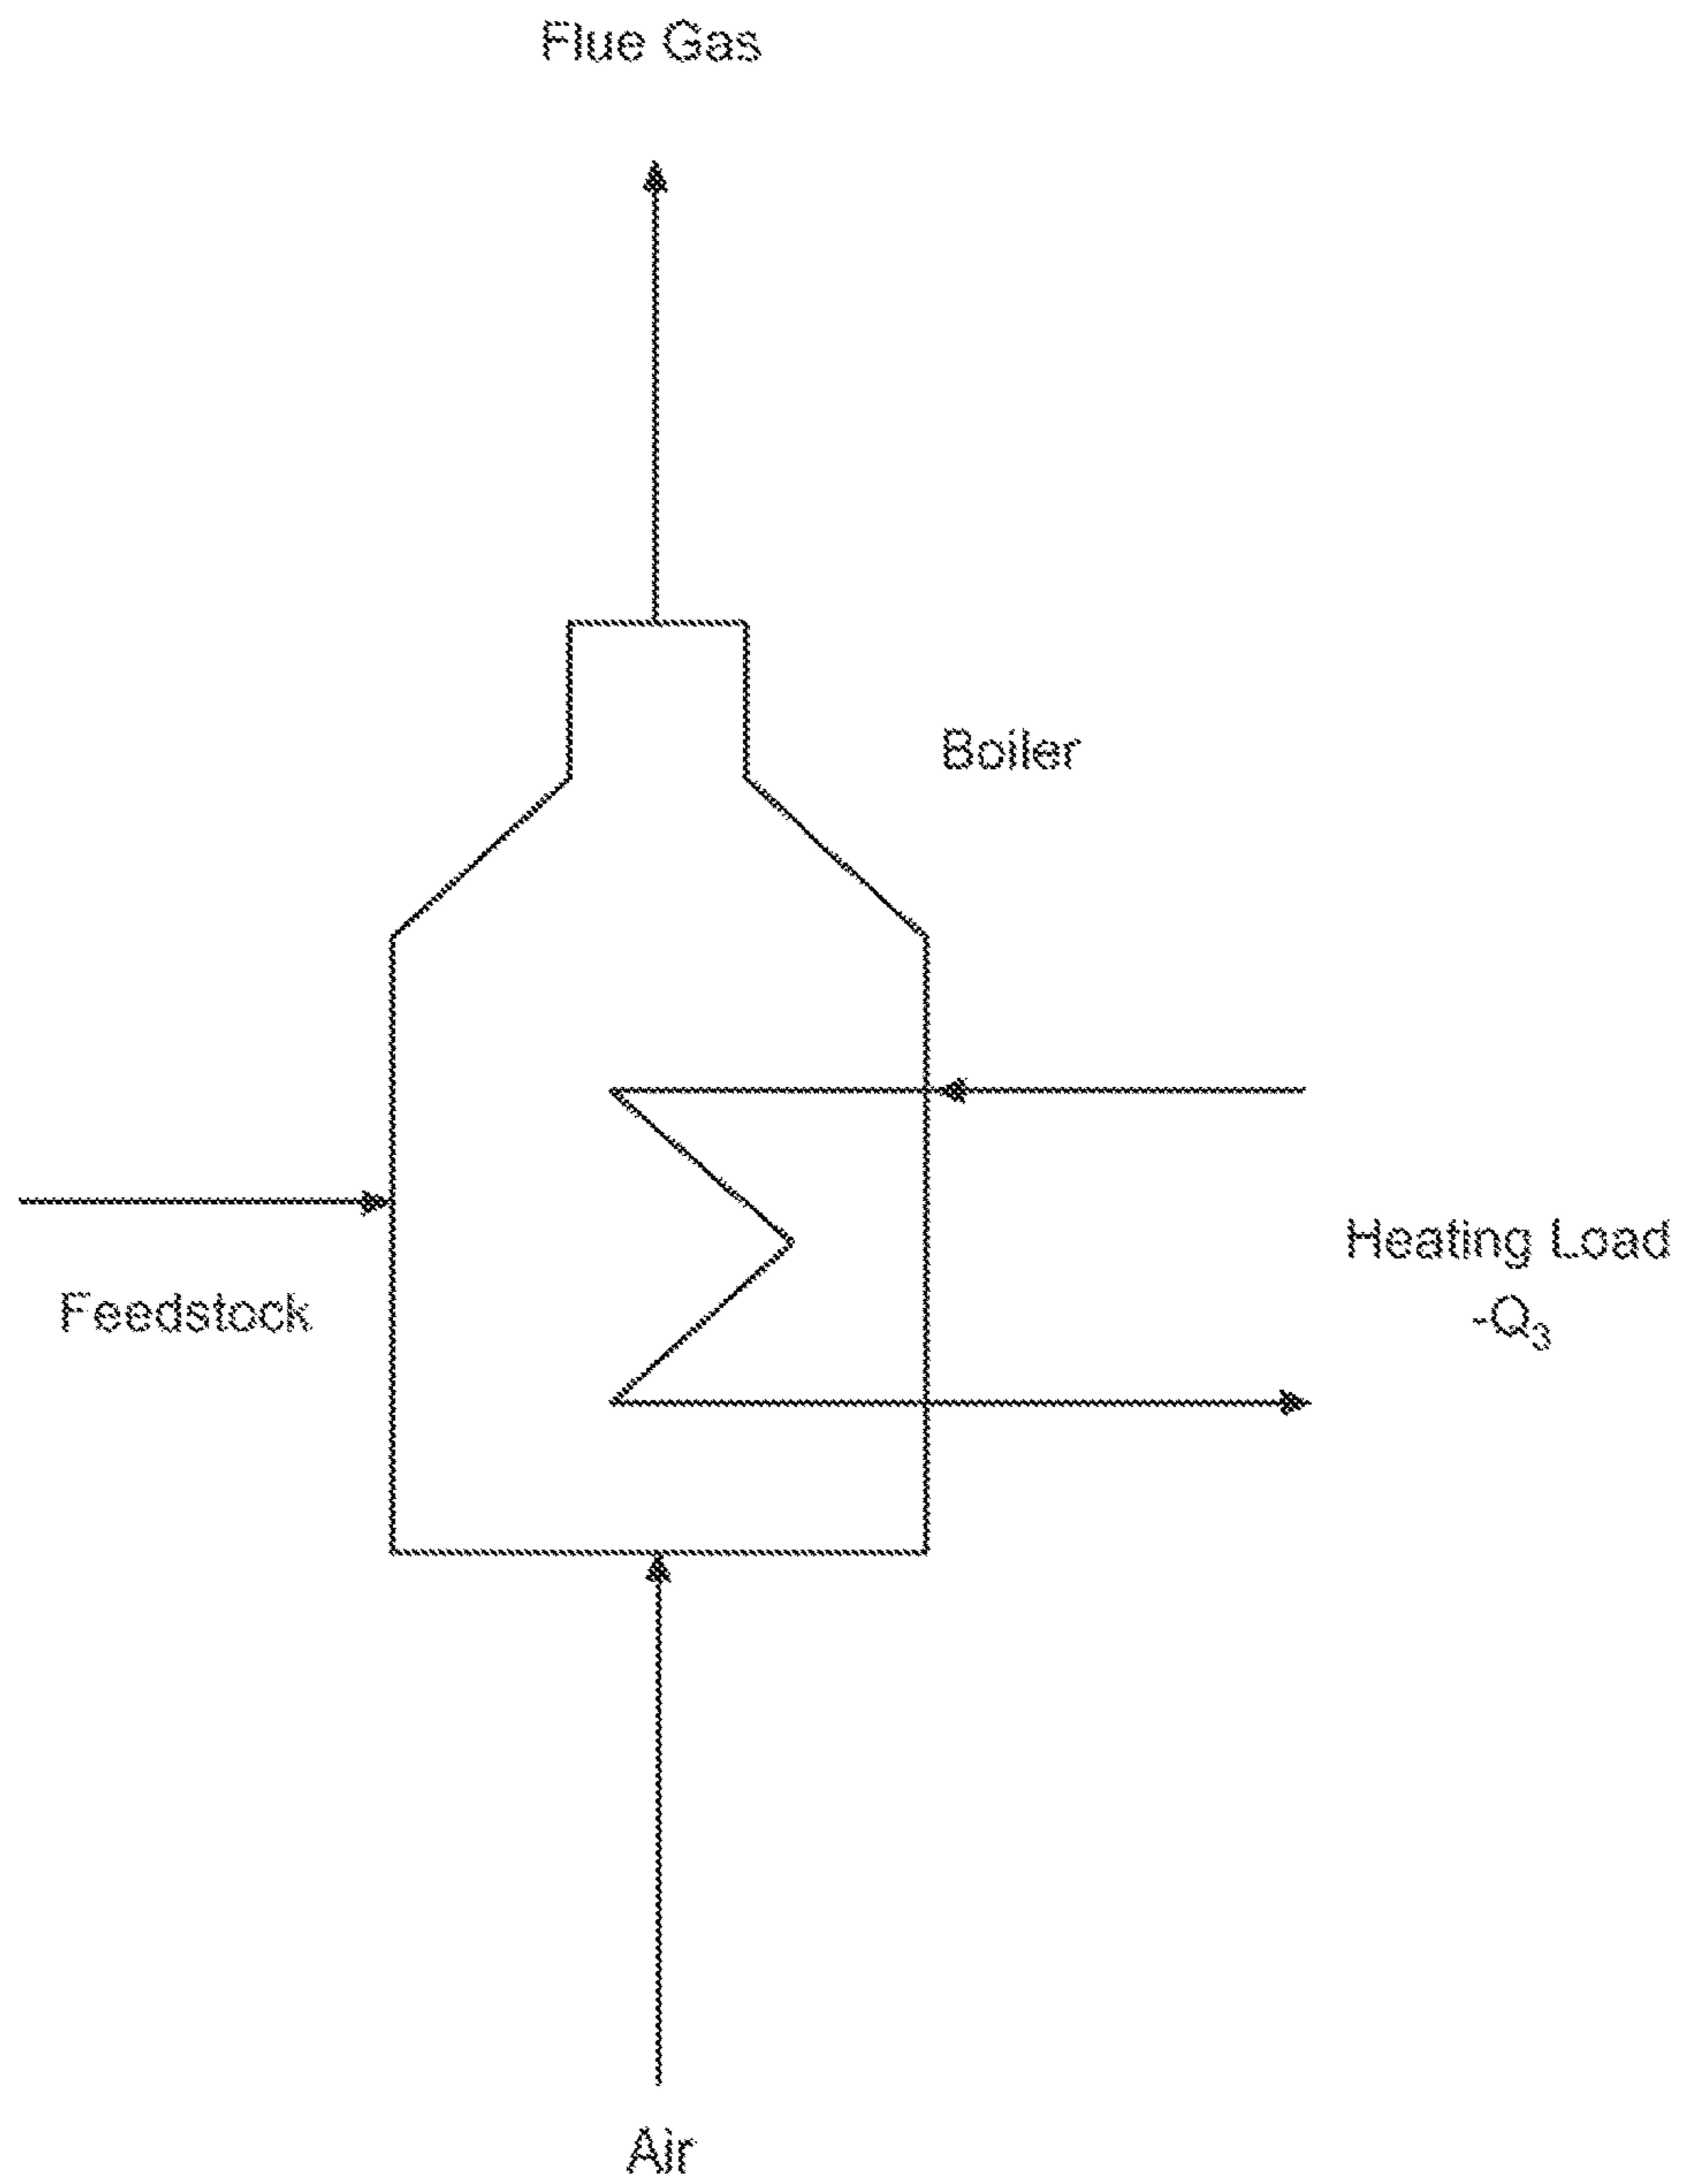 Flue Gas
Boiler
Heating Load
-Q₃
Feedstock
Air